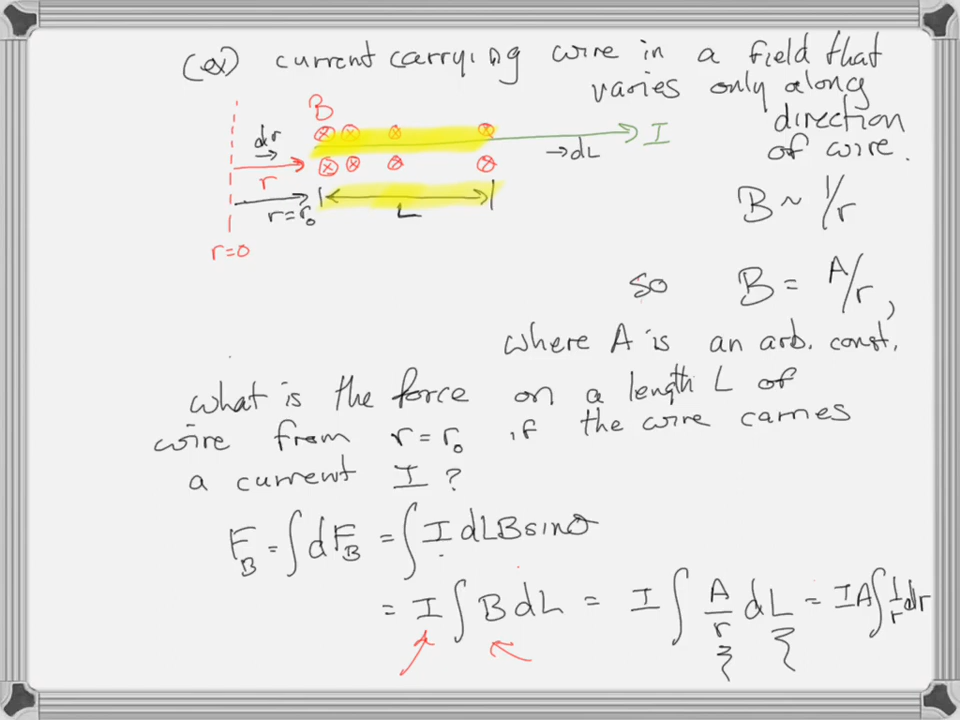 (ex) current carrying wire in a field that
varies only along
direction
of wire.
B
dr
r
r=r₀
r=0
L
→dL
I
B ~ 1/r
so B = A/r,
where A is an arb. const.
what is the force on a length L of
wire from r = r₀ if the wire carries
a current I ?
F_B = ∫dF_B = ∫ I dLB sinθ
= I ∫ B dL = I ∫ A/r dL = IA∫ 1/r dr